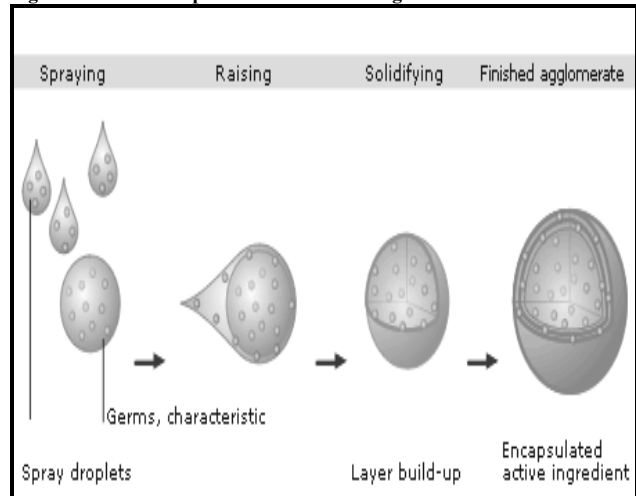 Spraying
Raising
Solidifying
Finished agglomerate
Germs, characteristic
Spray droplets
Layer build-up
Encapsulated
active ingredient